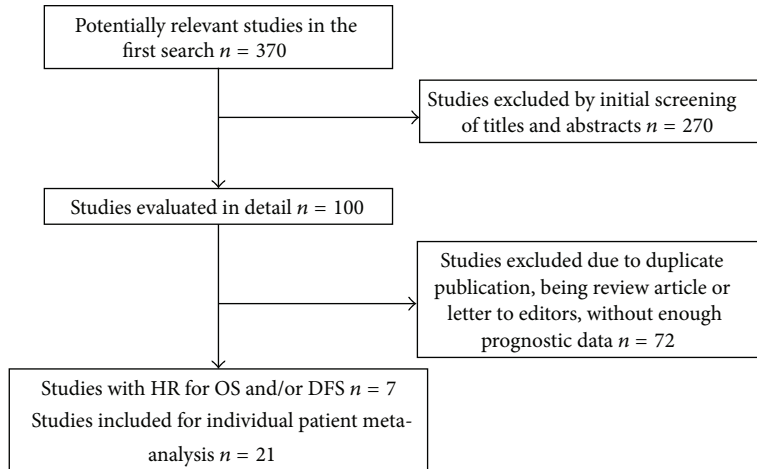 Potentially relevant studies in the
first search n = 370
Studies excluded by initial screening
of titles and abstracts n = 270
Studies evaluated in detail n = 100
Studies excluded due to duplicate
publication, being review article or
letter to editors, without enough
prognostic data n = 72
Studies with HR for OS and/or DFS n = 7
Studies included for individual patient meta-
analysis n = 21